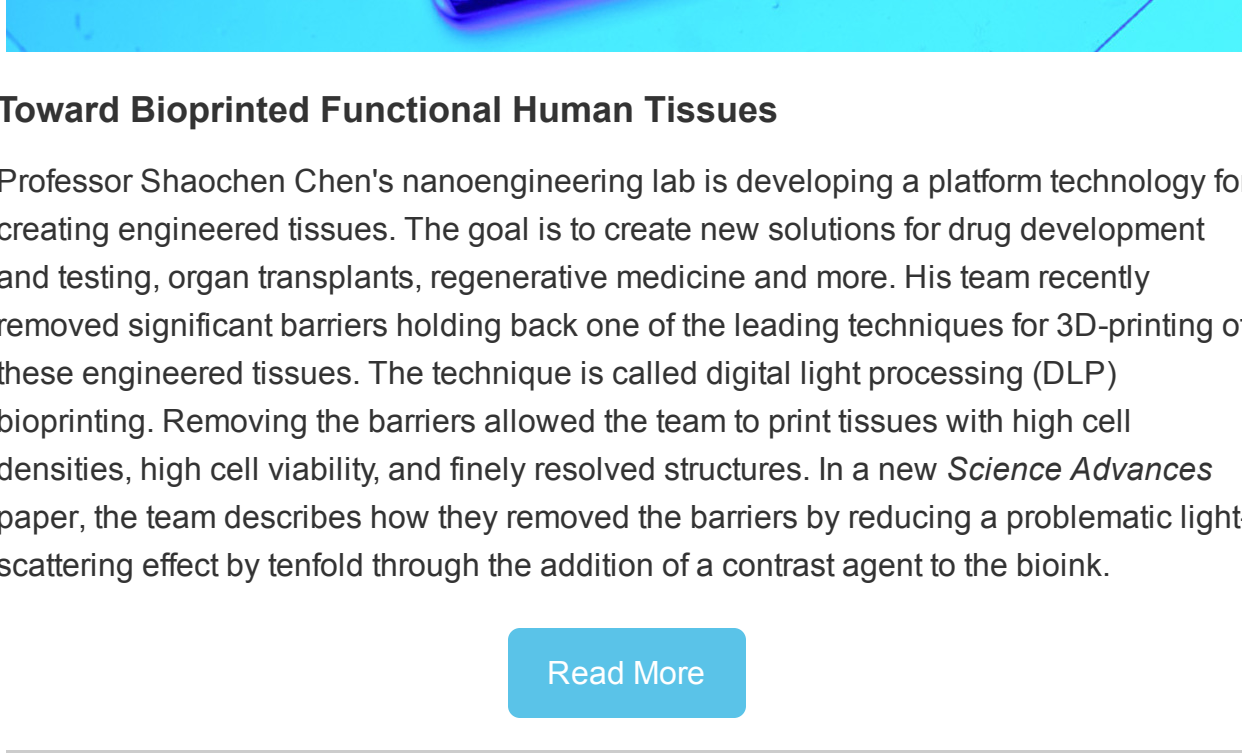 Toward Bioprinted Functional Human Tissues
Professor Shaochen Chen's nanoengineering lab is developing a platform technology for
creating engineered tissues. The goal is to create new solutions for drug development
and testing, organ transplants, regenerative medicine and more. His team recently
removed significant barriers holding back one of the leading techniques for 3D-printing of
these engineered tissues. The technique is called digital light processing (DLP)
bioprinting. Removing the barriers allowed the team to print tissues with high cell
densities, high cell viability, and finely resolved structures. In a new Science Advances
paper, the team describes how they removed the barriers by reducing a problematic light-
scattering effect by tenfold through the addition of a contrast agent to the bioink.
Read More